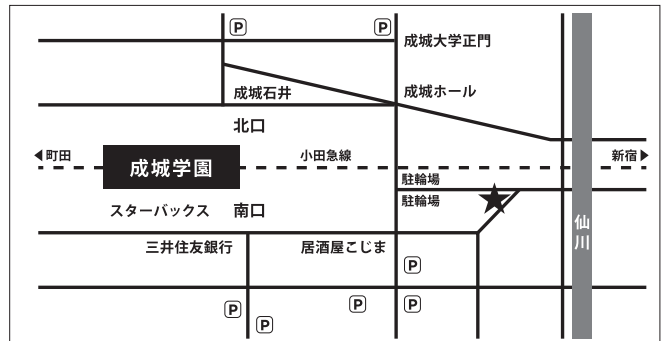 P
P
成城大学正門
成城石井
成城ホール
北口
町田
成城学園
小田急線
新宿
駐輪場
駐輪場
スターバックス
南口
仙川
三井住友銀行
居酒屋こじま
P
P
P
P
P